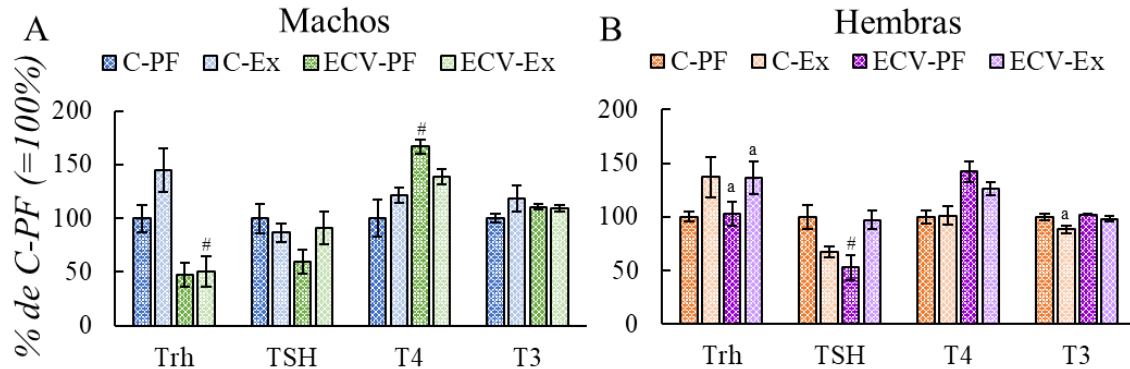 A Machos
C-PF C-Ex ECV-PF ECV-Ex
% de C-PF (=100%)
200
150
100
50
0
#
#
Trh TSH T4 T3
B Hembras
C-PF C-Ex ECV-PF ECV-Ex
200
150
100
50
0
a
a
#
a
Trh TSH T4 T3